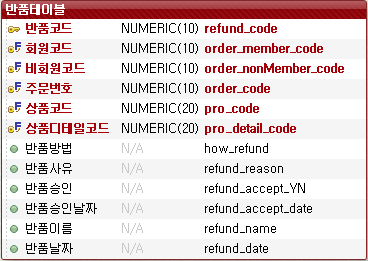 반품테이블
반품코드 NUMERIC(10) refund_code
회원코드 NUMERIC(10) order_member_code
비회원코드 NUMERIC(10) order_nonMember_code
주문번호 NUMERIC(10) order_code
상품코드 NUMERIC(20) pro_code
상품디테일코드 NUMERIC(20) pro_detail_code
반품방법 N/A how_refund
반품사유 N/A refund_reason
반품승인 N/A refund_accept_YN
반품승인날짜 N/A refund_accept_date
반품이름 N/A refund_name
반품날짜 N/A refund_date